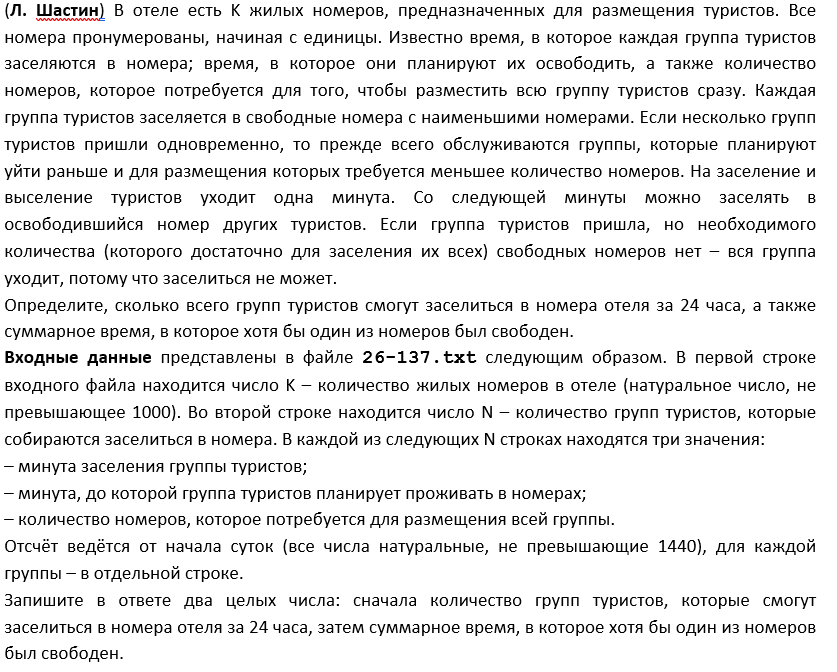 (Л. Шастин) В отеле есть K жилых номеров, предназначенных для размещения туристов. Все
номера пронумерованы, начиная с единицы. Известно время, в которое каждая группа туристов
заселяются в номера; время, в которое они планируют их освободить, а также количество
номеров, которое потребуется для того, чтобы разместить всю группу туристов сразу. Каждая
группа туристов заселяется в свободные номера с наименьшими номерами. Если несколько групп
туристов пришли одновременно, то прежде всего обслуживаются группы, которые планируют
уйти раньше и для размещения которых требуется меньшее количество номеров. На заселение и
выселение туристов уходит одна минута. Со следующей минуты можно заселять в
освободившийся номер других туристов. Если группа туристов пришла, но необходимого
количества (которого достаточно для заселения их всех) свободных номеров нет – вся группа
уходит, потому что заселиться не может.
Определите, сколько всего групп туристов смогут заселиться в номера отеля за 24 часа, а также
суммарное время, в которое хотя бы один из номеров был свободен.
Входные данные представлены в файле 26-137.txt следующим образом. В первой строке
входного файла находится число K – количество жилых номеров в отеле (натуральное число, не
превышающее 1000). Во второй строке находится число N – количество групп туристов, которые
собираются заселиться в номера. В каждой из следующих N строках находятся три значения:
– минута заселения группы туристов;
– минута, до которой группа туристов планирует проживать в номерах;
– количество номеров, которое потребуется для размещения всей группы.
Отсчёт ведётся от начала суток (все числа натуральные, не превышающие 1440), для каждой
группы – в отдельной строке.
Запишите в ответе два целых числа: сначала количество групп туристов, которые смогут
заселиться в номера отеля за 24 часа, затем суммарное время, в которое хотя бы один из номеров
был свободен.